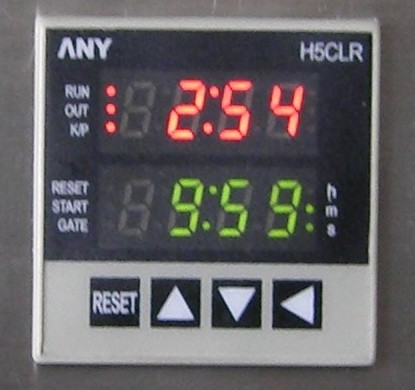 ANY H5CLR
RUN
OUT
K/P
2:54
RESET
START
GATE
9:59
h
m
s
RESET